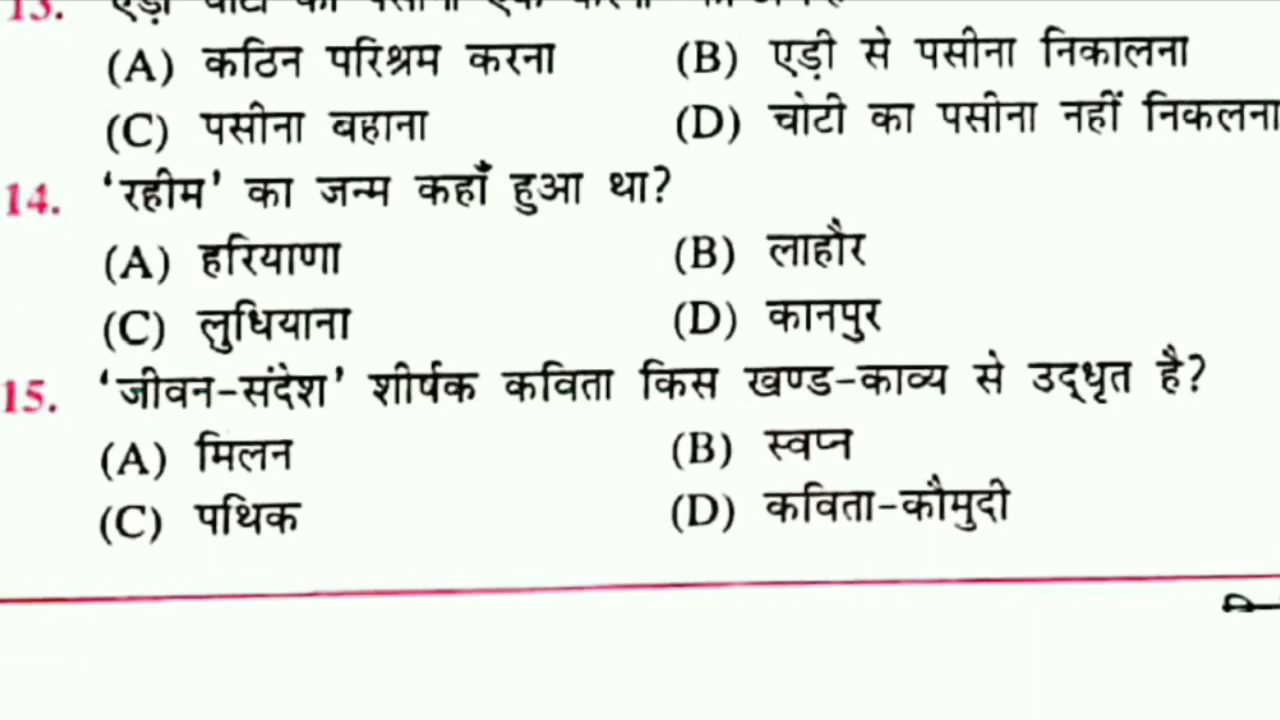 13.
(A) कठिन परिश्रम करना (B) एड़ी से पसीना निकालना
(C) पसीना बहाना (D) चोटी का पसीना नहीं निकलना
14. ‘रहीम’ का जन्म कहाँ हुआ था?
(A) हरियाणा (B) लाहौर
(C) लुधियाना (D) कानपुर
15. ‘जीवन-संदेश’ शीर्षक कविता किस खण्ड-काव्य से उद्धृत है?
(A) मिलन (B) स्वप्न
(C) पथिक (D) कविता-कौमुदी